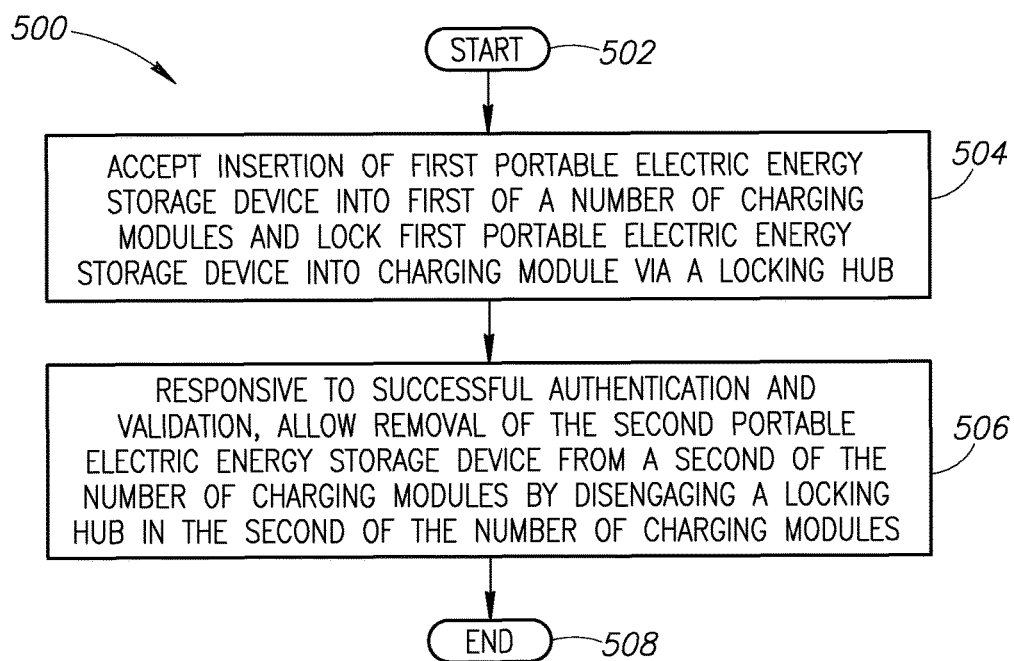 500
START 502
ACCEPT INSERTION OF FIRST PORTABLE ELECTRIC ENERGY
STORAGE DEVICE INTO FIRST OF A NUMBER OF CHARGING
MODULES AND LOCK FIRST PORTABLE ELECTRIC ENERGY
STORAGE DEVICE INTO CHARGING MODULE VIA A LOCKING HUB
504
RESPONSIVE TO SUCCESSFUL AUTHENTICATION AND
VALIDATION, ALLOW REMOVAL OF THE SECOND PORTABLE
ELECTRIC ENERGY STORAGE DEVICE FROM A SECOND OF THE
NUMBER OF CHARGING MODULES BY DISENGAGING A LOCKING
HUB IN THE SECOND OF THE NUMBER OF CHARGING MODULES
506
END 508